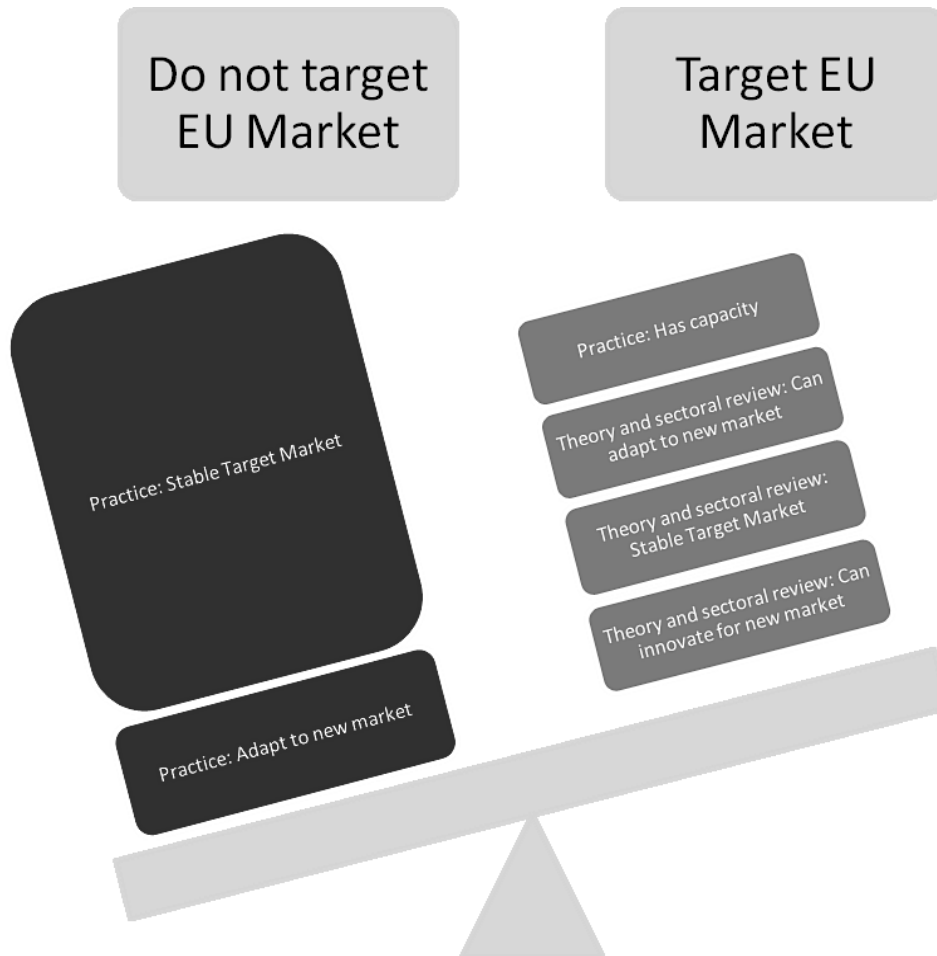 Do not target
EU Market
Target EU
Market
Practice: Stable Target Market
Practice: Adapt to new market
Practice: Has capacity
Theory and sectoral review: Can
adapt to new market
Theory and sectoral review:
Stable Target Market
Theory and sectoral review: Can
innovate for new market